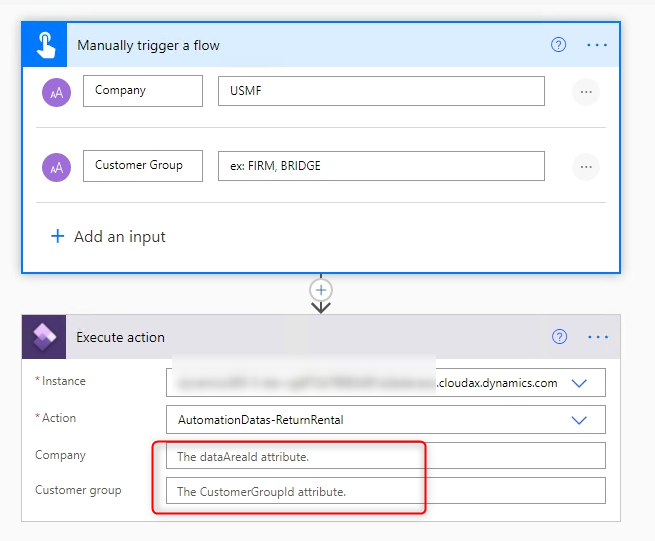 Manually trigger a flow
Company
USMF
Customer Group
ex: FIRM, BRIDGE
Add an input
Execute action
* Instance
.cloudax.dynamics.com
* Action
AutomationDatas-ReturnRental
Company
The dataAreaId attribute.
Customer group
The CustomerGroupId attribute.